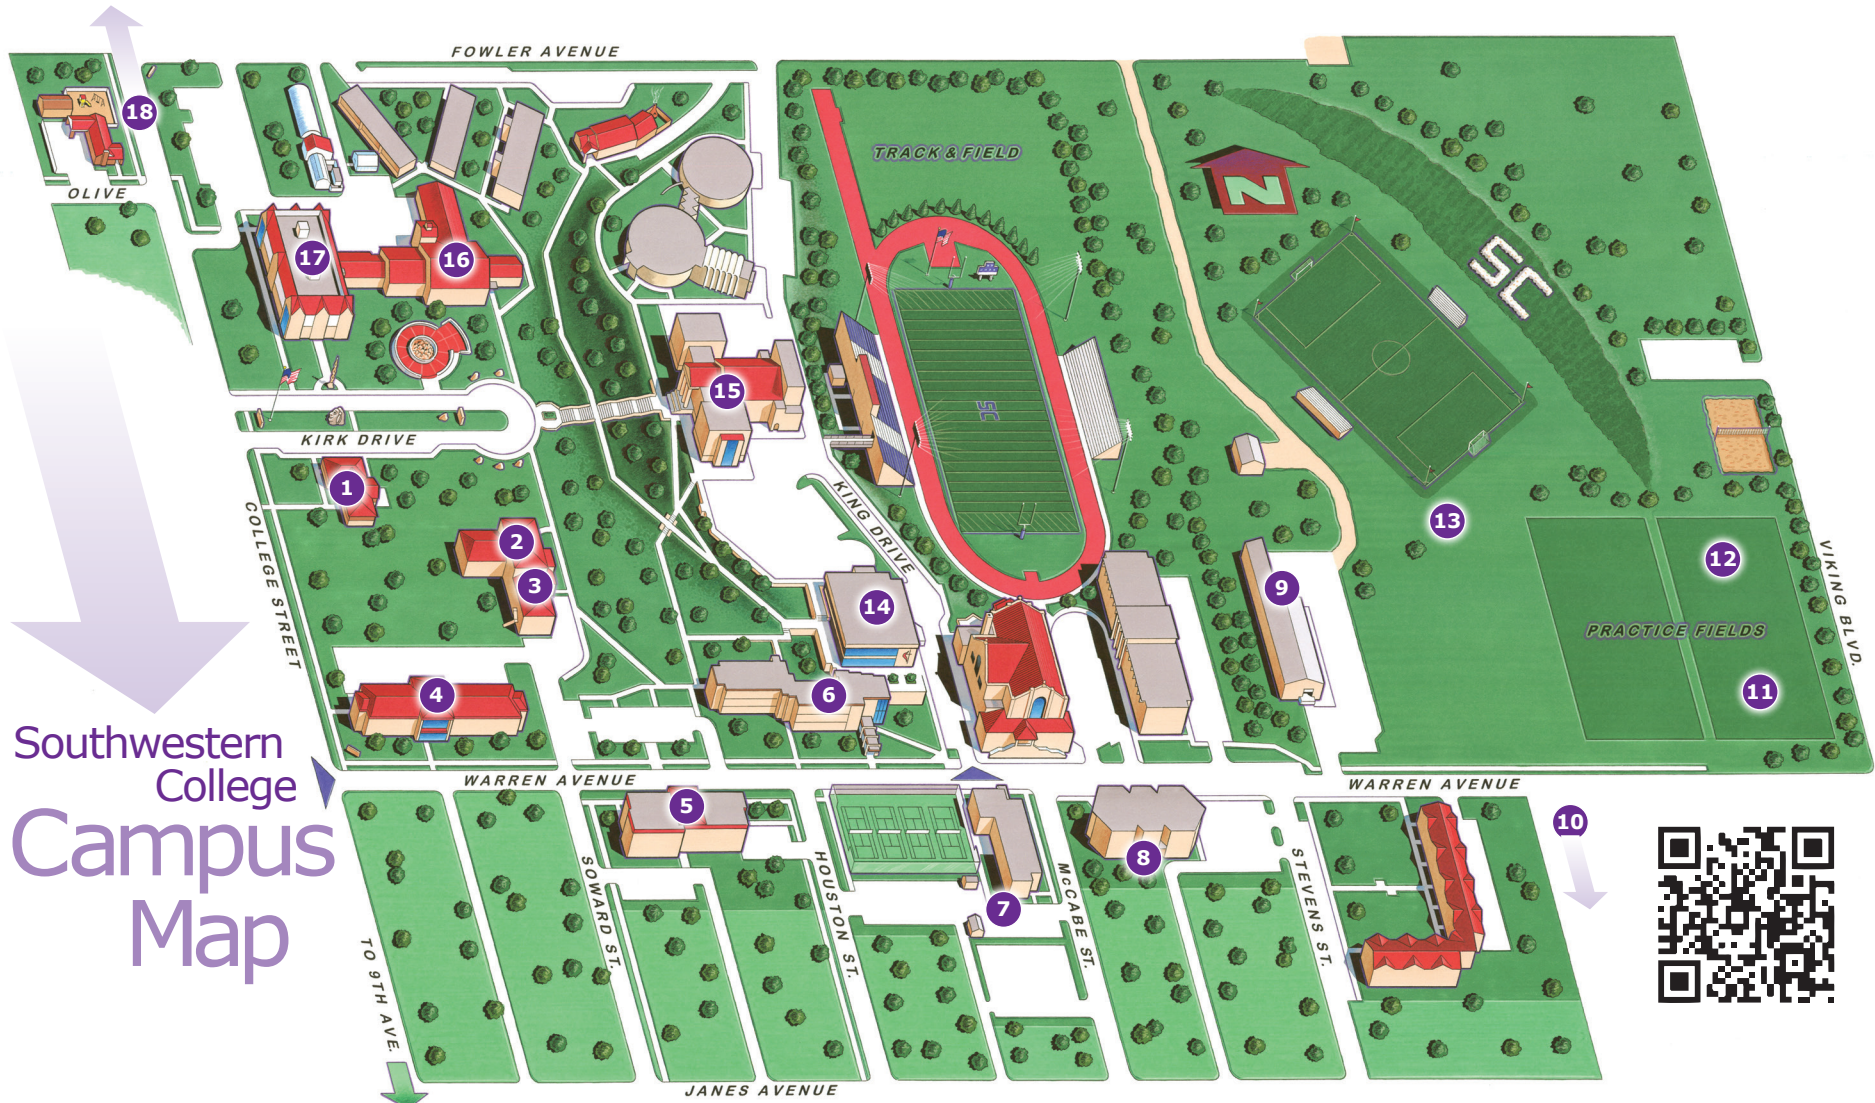 FOWLER AVENUE
18
TRACK & FIELD
OLIVE
N
17
16
SC
15
SC
KIRK DRIVE
1
KING DRIVE
COLLEGE STREET
2
3
13
12
VIKING BLVD.
9
14
PRACTICE FIELDS
4
6
11
Southwestern
College
Campus
Map
WARREN AVENUE
WARREN AVENUE
5
10
8
7
SOWARD ST.
HOUSTON ST.
McCABE ST.
STEVENS ST.
TO 9TH AVE.
JANES AVENUE